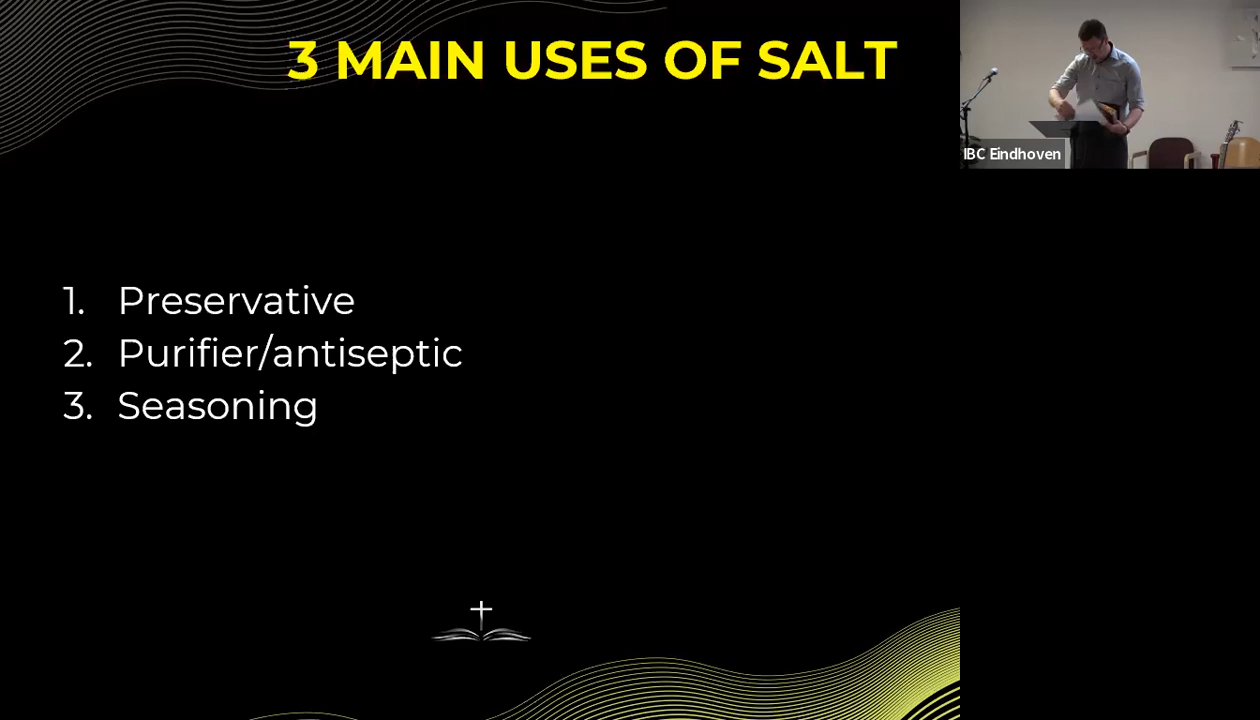 3 MAIN USES OF SALT
IBC Eindhoven
1. Preservative
2. Purifier/antiseptic
3. Seasoning